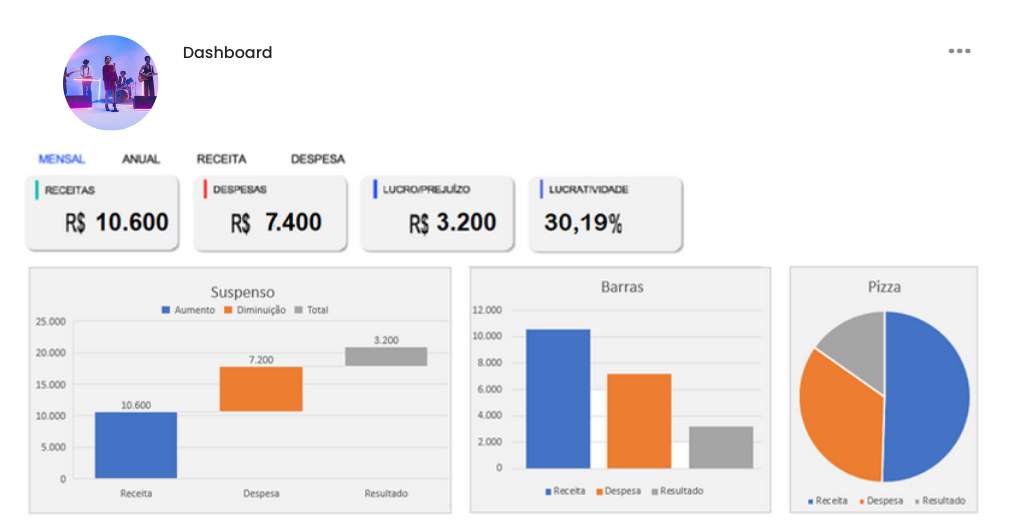 Dashboard
MENSAL ANUAL RECEITA DESPESA
RECEITAS
R$ 10.600
DESPESAS
R$ 7.400
LUCRO/PREJUÍZO
R$ 3.200
LUCRATIVIDADE
30,19%
Suspenso
Aumento Diminuição Total
25.000
20.000
15.000
10.000
5.000
0
10.600
7.200
3.200
Receita Despesa Resultado
Barras
12.000
10.000
8.000
6.000
4.000
2.000
0
Receita Despesa Resultado
Pizza
Receita Despesa Resultado